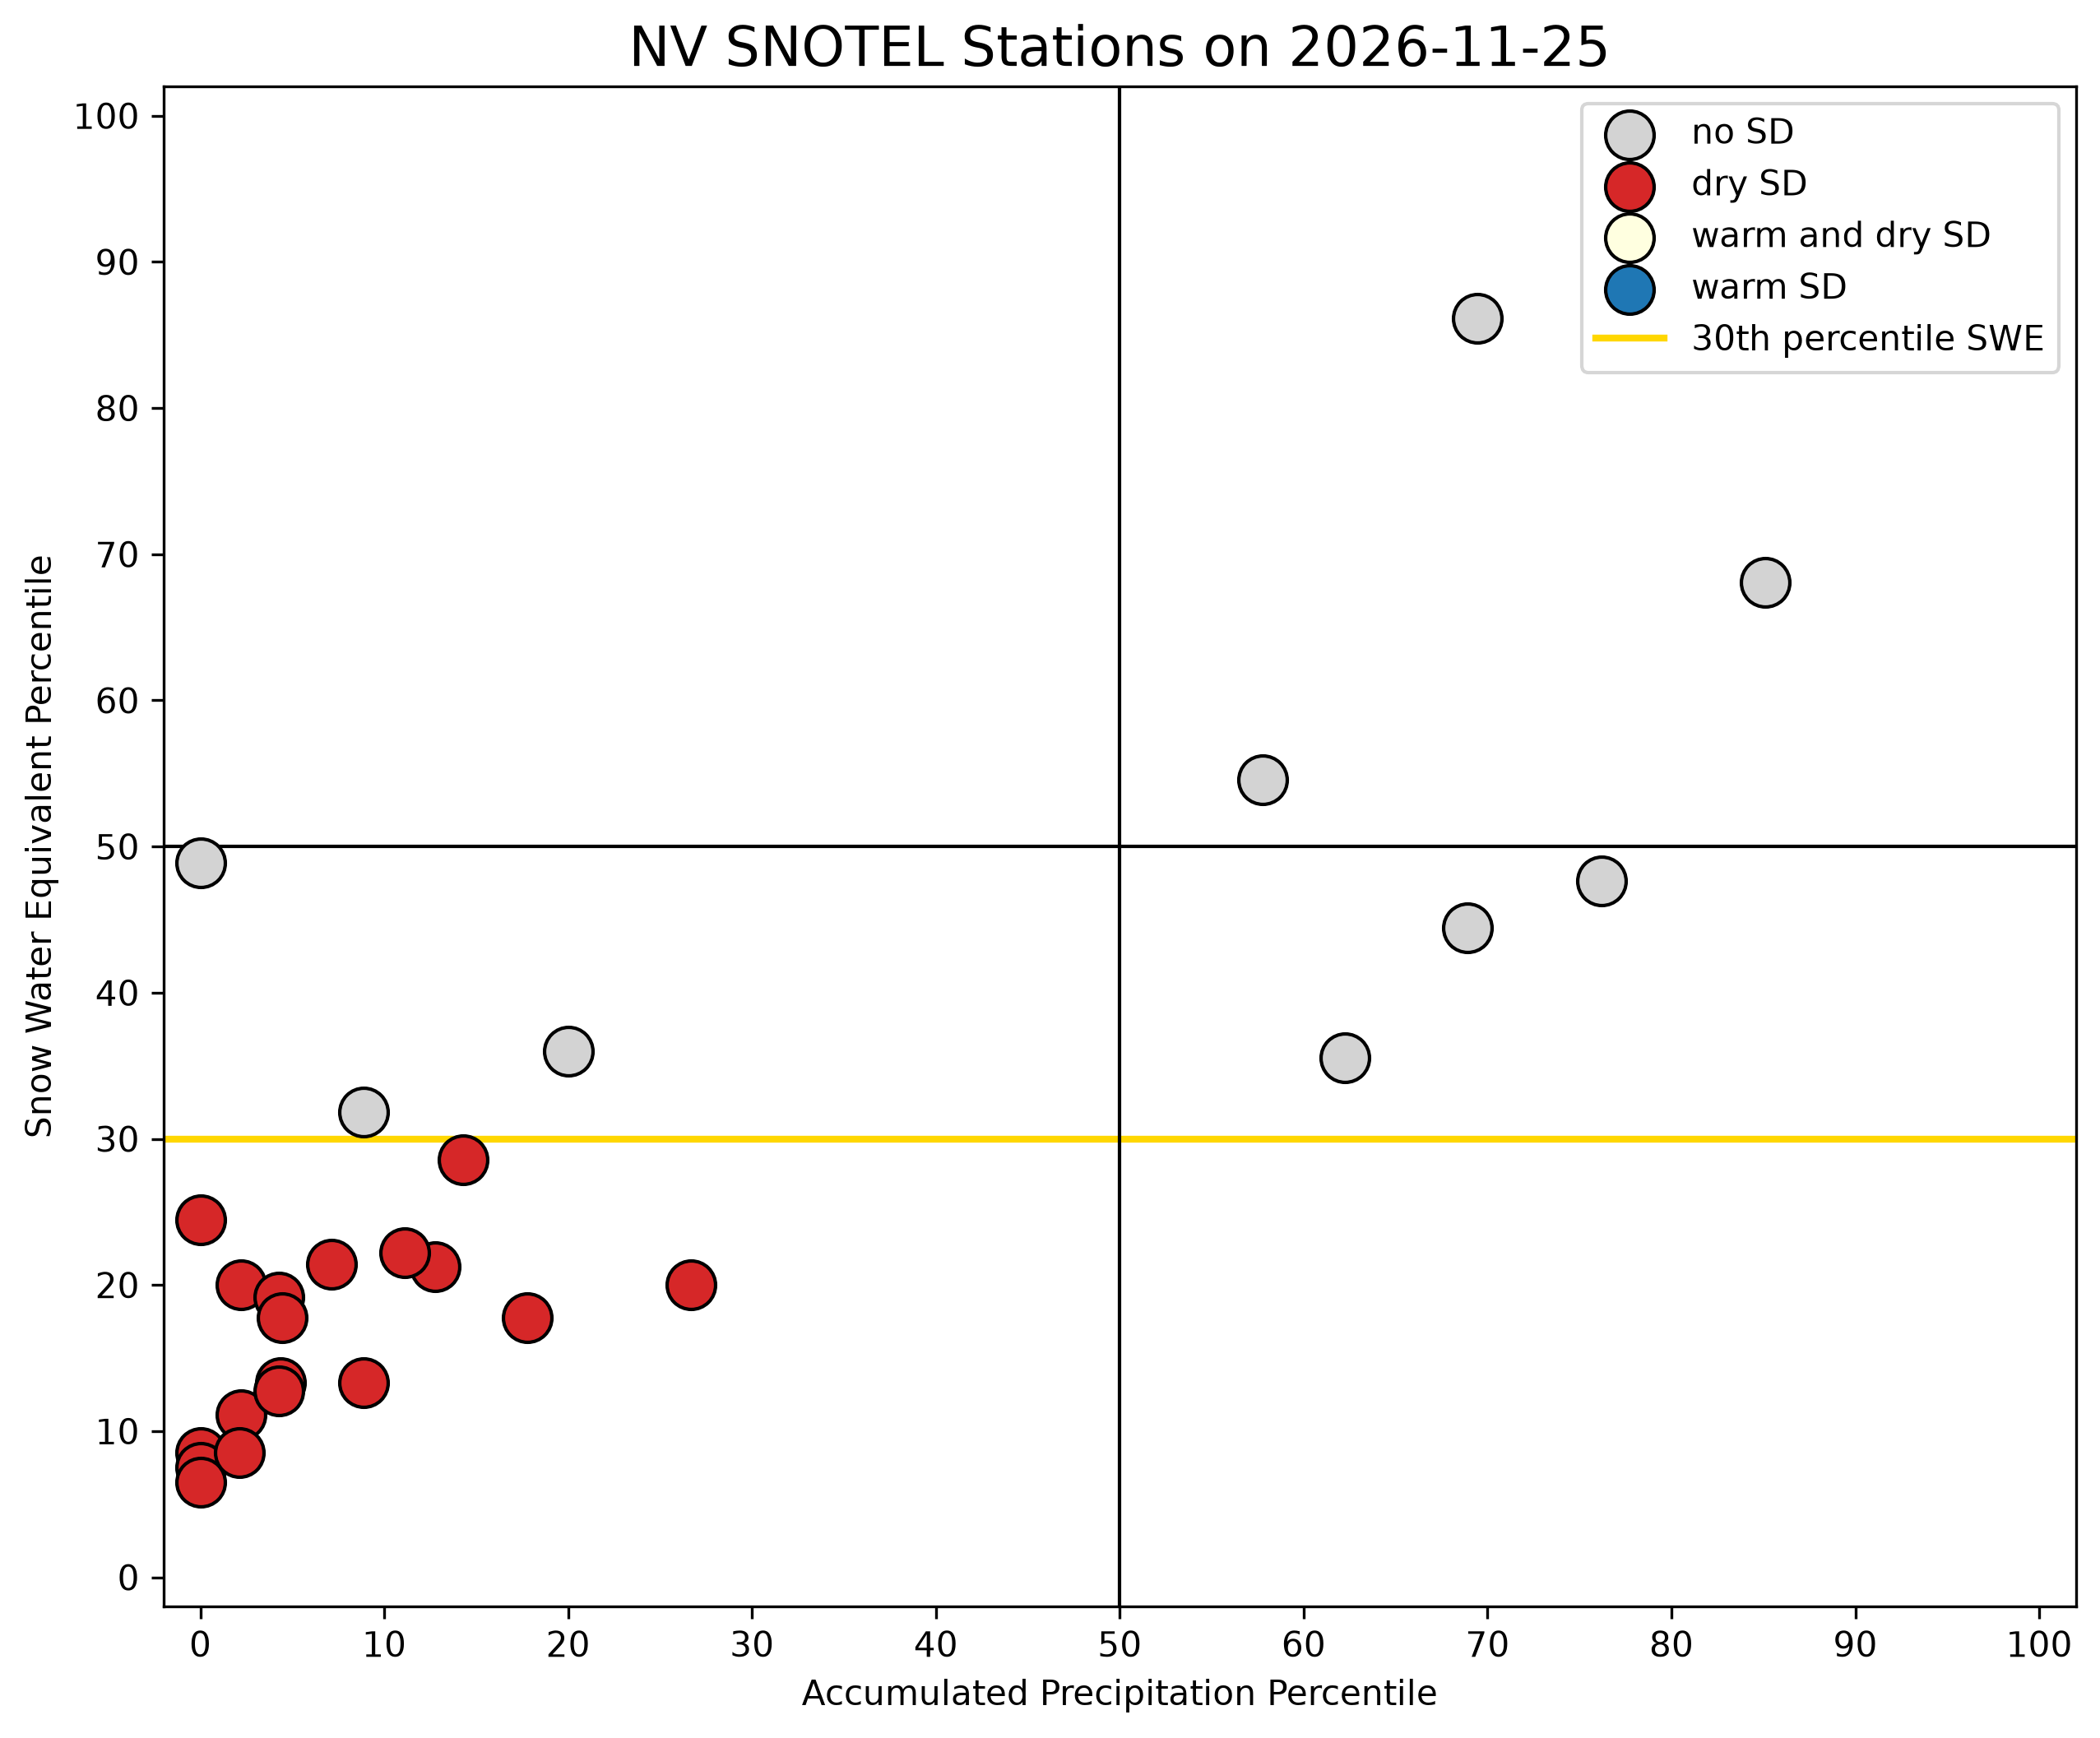 NV SNOTEL Stations on 2026-11-25
no SD
dry SD
warm and dry SD
warm SD
30th percentile SWE
100
90
80
70
60
50
40
30
20
10
0
Snow Water Equivalent Percentile
0 10 20 30 40 50 60 70 80 90 100
Accumulated Precipitation Percentile